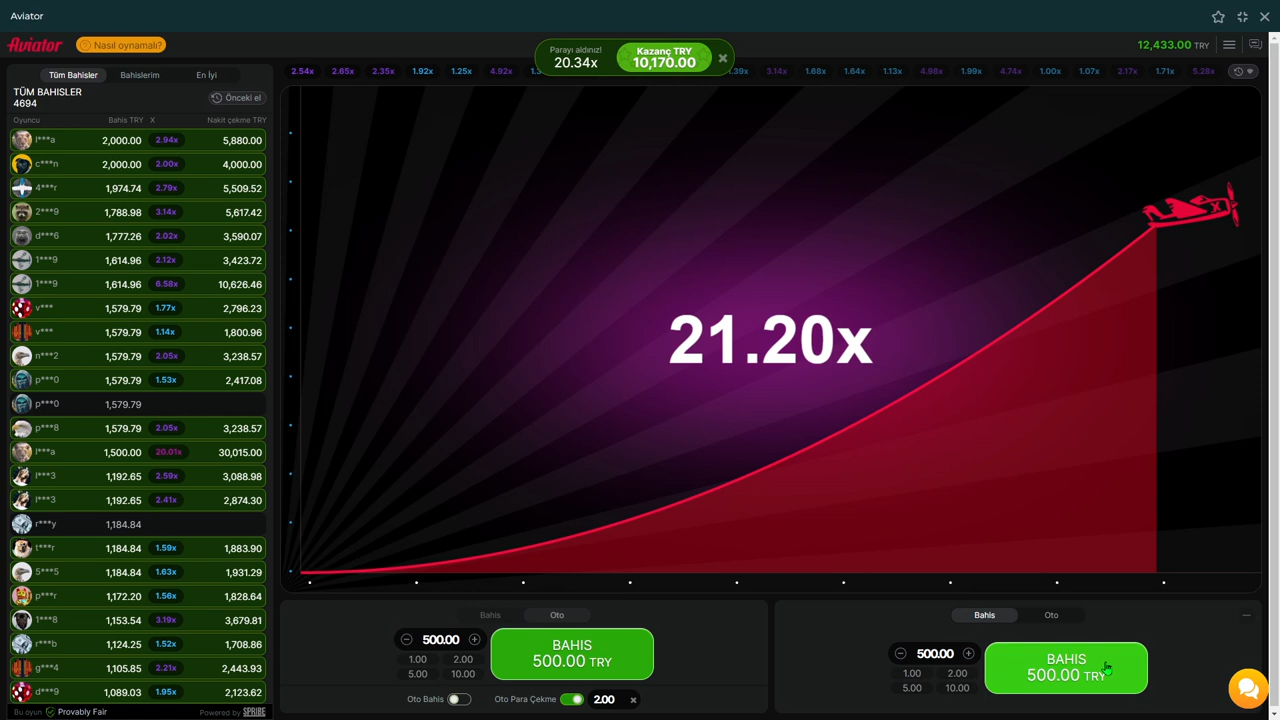 Aviator
Aviator
? Nasıl oynamalı?
Parayı aldınız!
20.34x
Kazanç TRY
10,170.00
12,433.00 TRY
Tüm Bahisler Bahislerim En İyi
2.54x 2.65x 2.35x 1.92x 1.25x 4.92x 3.14x 1.68x 1.64x 1.13x 4.98x 1.99x 4.74x 1.00x 1.07x 2.17x 1.71x 5.28x
TÜM BAHISLER
4694
Önceki el
Oyuncu Bahis TRY X Nakit çekme TRY
l***a 2,000.00 2.94x 5,880.00
c***n 2,000.00 2.00x 4,000.00
4***r 1,974.74 2.79x 5,509.52
2***9 1,788.98 3.14x 5,617.42
d***6 1,777.26 2.02x 3,590.07
1***9 1,614.96 2.12x 3,423.72
1***9 1,614.96 6.58x 10,626.46
v*** 1,579.79 1.77x 2,796.23
v*** 1,579.79 1.14x 1,800.96
n***2 1,579.79 2.05x 3,238.57
p***0 1,579.79 1.53x 2,417.08
p***0 1,579.79
p***8 1,579.79 2.05x 3,238.57
l***a 1,500.00 20.01x 30,015.00
l***3 1,192.65 2.59x 3,088.98
l***3 1,192.65 2.41x 2,874.30
r***y 1,184.84
t***r 1,184.84 1.59x 1,883.90
5***5 1,184.84 1.63x 1,931.29
p***r 1,172.20 1.56x 1,828.64
1***8 1,153.54 3.19x 3,679.81
r***b 1,124.25 1.52x 1,708.86
g***4 1,105.85 2.21x 2,443.93
d***9 1,089.03 1.95x 2,123.62
Bu oyun Provably Fair Powered by SPRIBE
21.20x
X
Bahis Oto
500.00
1.00 2.00
5.00 10.00
BAHIS
500.00 TRY
Oto Bahis Oto Para Çekme 2.00
Bahis Oto
500.00
1.00 2.00
5.00 10.00
BAHIS
500.00 TRY